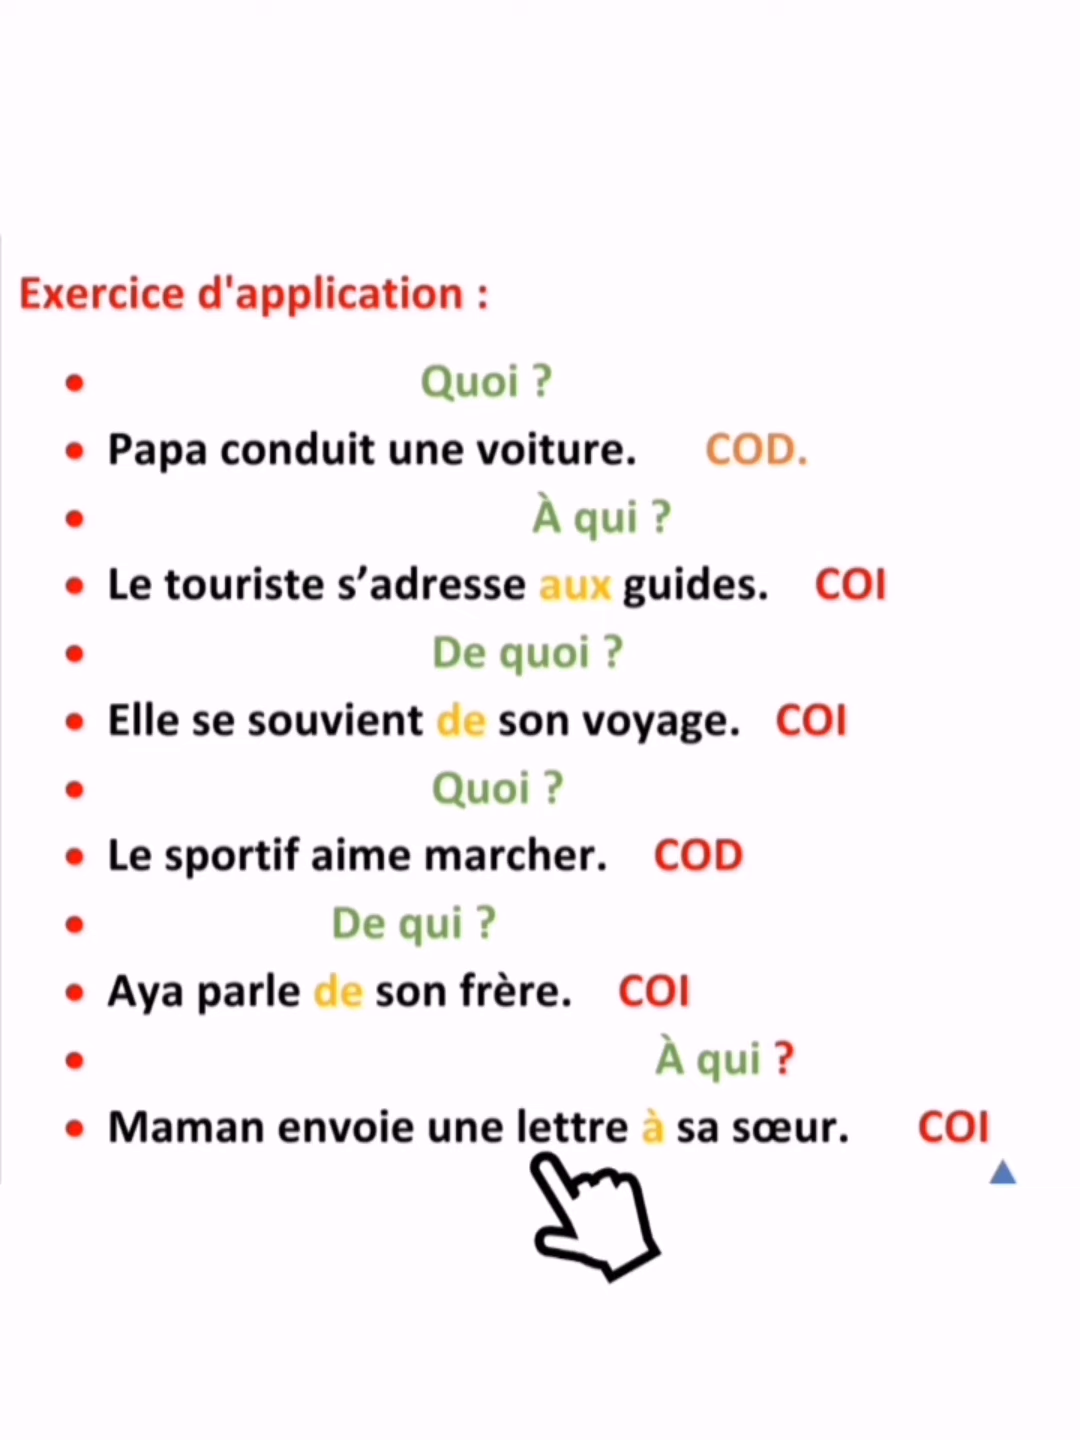 Exercice d'application :
• Quoi ?
• Papa conduit une voiture. COD.
• À qui ?
• Le touriste s’adresse aux guides. COI
• De quoi ?
• Elle se souvient de son voyage. COI
• Quoi ?
• Le sportif aime marcher. COD
• De qui ?
• Aya parle de son frère. COI
• À qui ?
• Maman envoie une lettre à sa sœur. COI